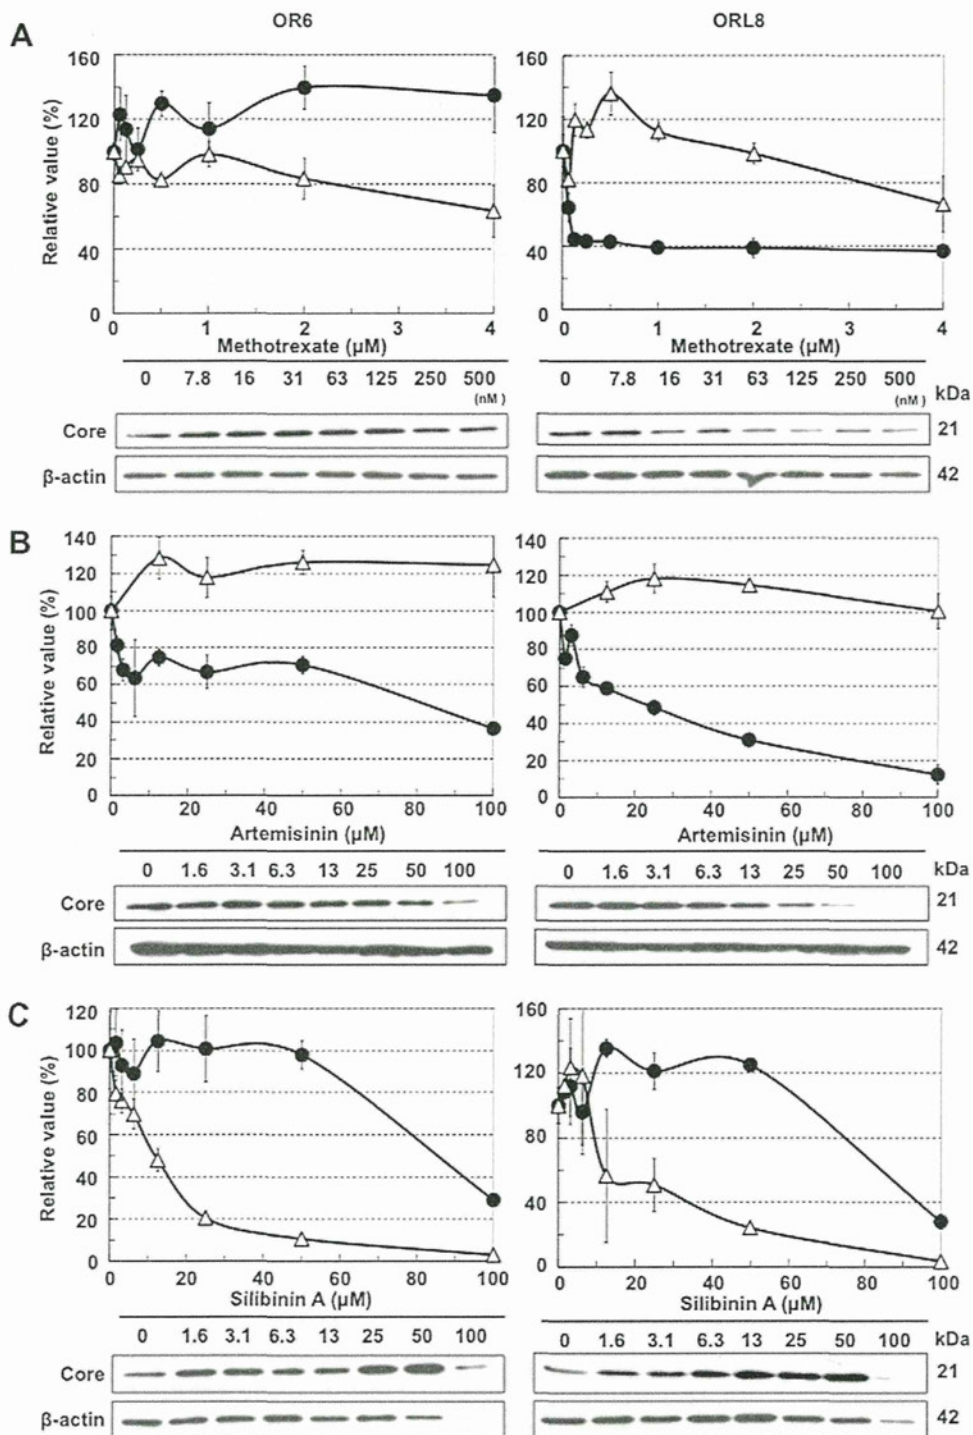 OR6 ORL8
A
Relative value (%)
160 160
120 120
80 80
40 40
0 0
0 1 2 3 4 0 1 2 3 4
Methotrexate (µM) Methotrexate (µM)
0 7.8 16 31 63 125 250 500 0 7.8 16 31 63 125 250 500
(nM) (nM) kDa
Core 21
β-actin 42
B
Relative value (%)
140 140
120 120
100 100
80 80
60 60
40 40
20 20
0 0
0 20 40 60 80 100 0 20 40 60 80 100
Artemisinin (µM) Artemisinin (µM)
0 1.6 3.1 6.3 13 25 50 100 0 1.6 3.1 6.3 13 25 50 100 kDa
Core 21
β-actin 42
C
Relative value (%)
120 160
100 120
80 80
60 40
40 0
20
0
0 20 40 60 80 100 0 20 40 60 80 100
Silibinin A (µM) Silibinin A (µM)
0 1.6 3.1 6.3 13 25 50 100 0 1.6 3.1 6.3 13 25 50 100 kDa
Core 21
β-actin 42